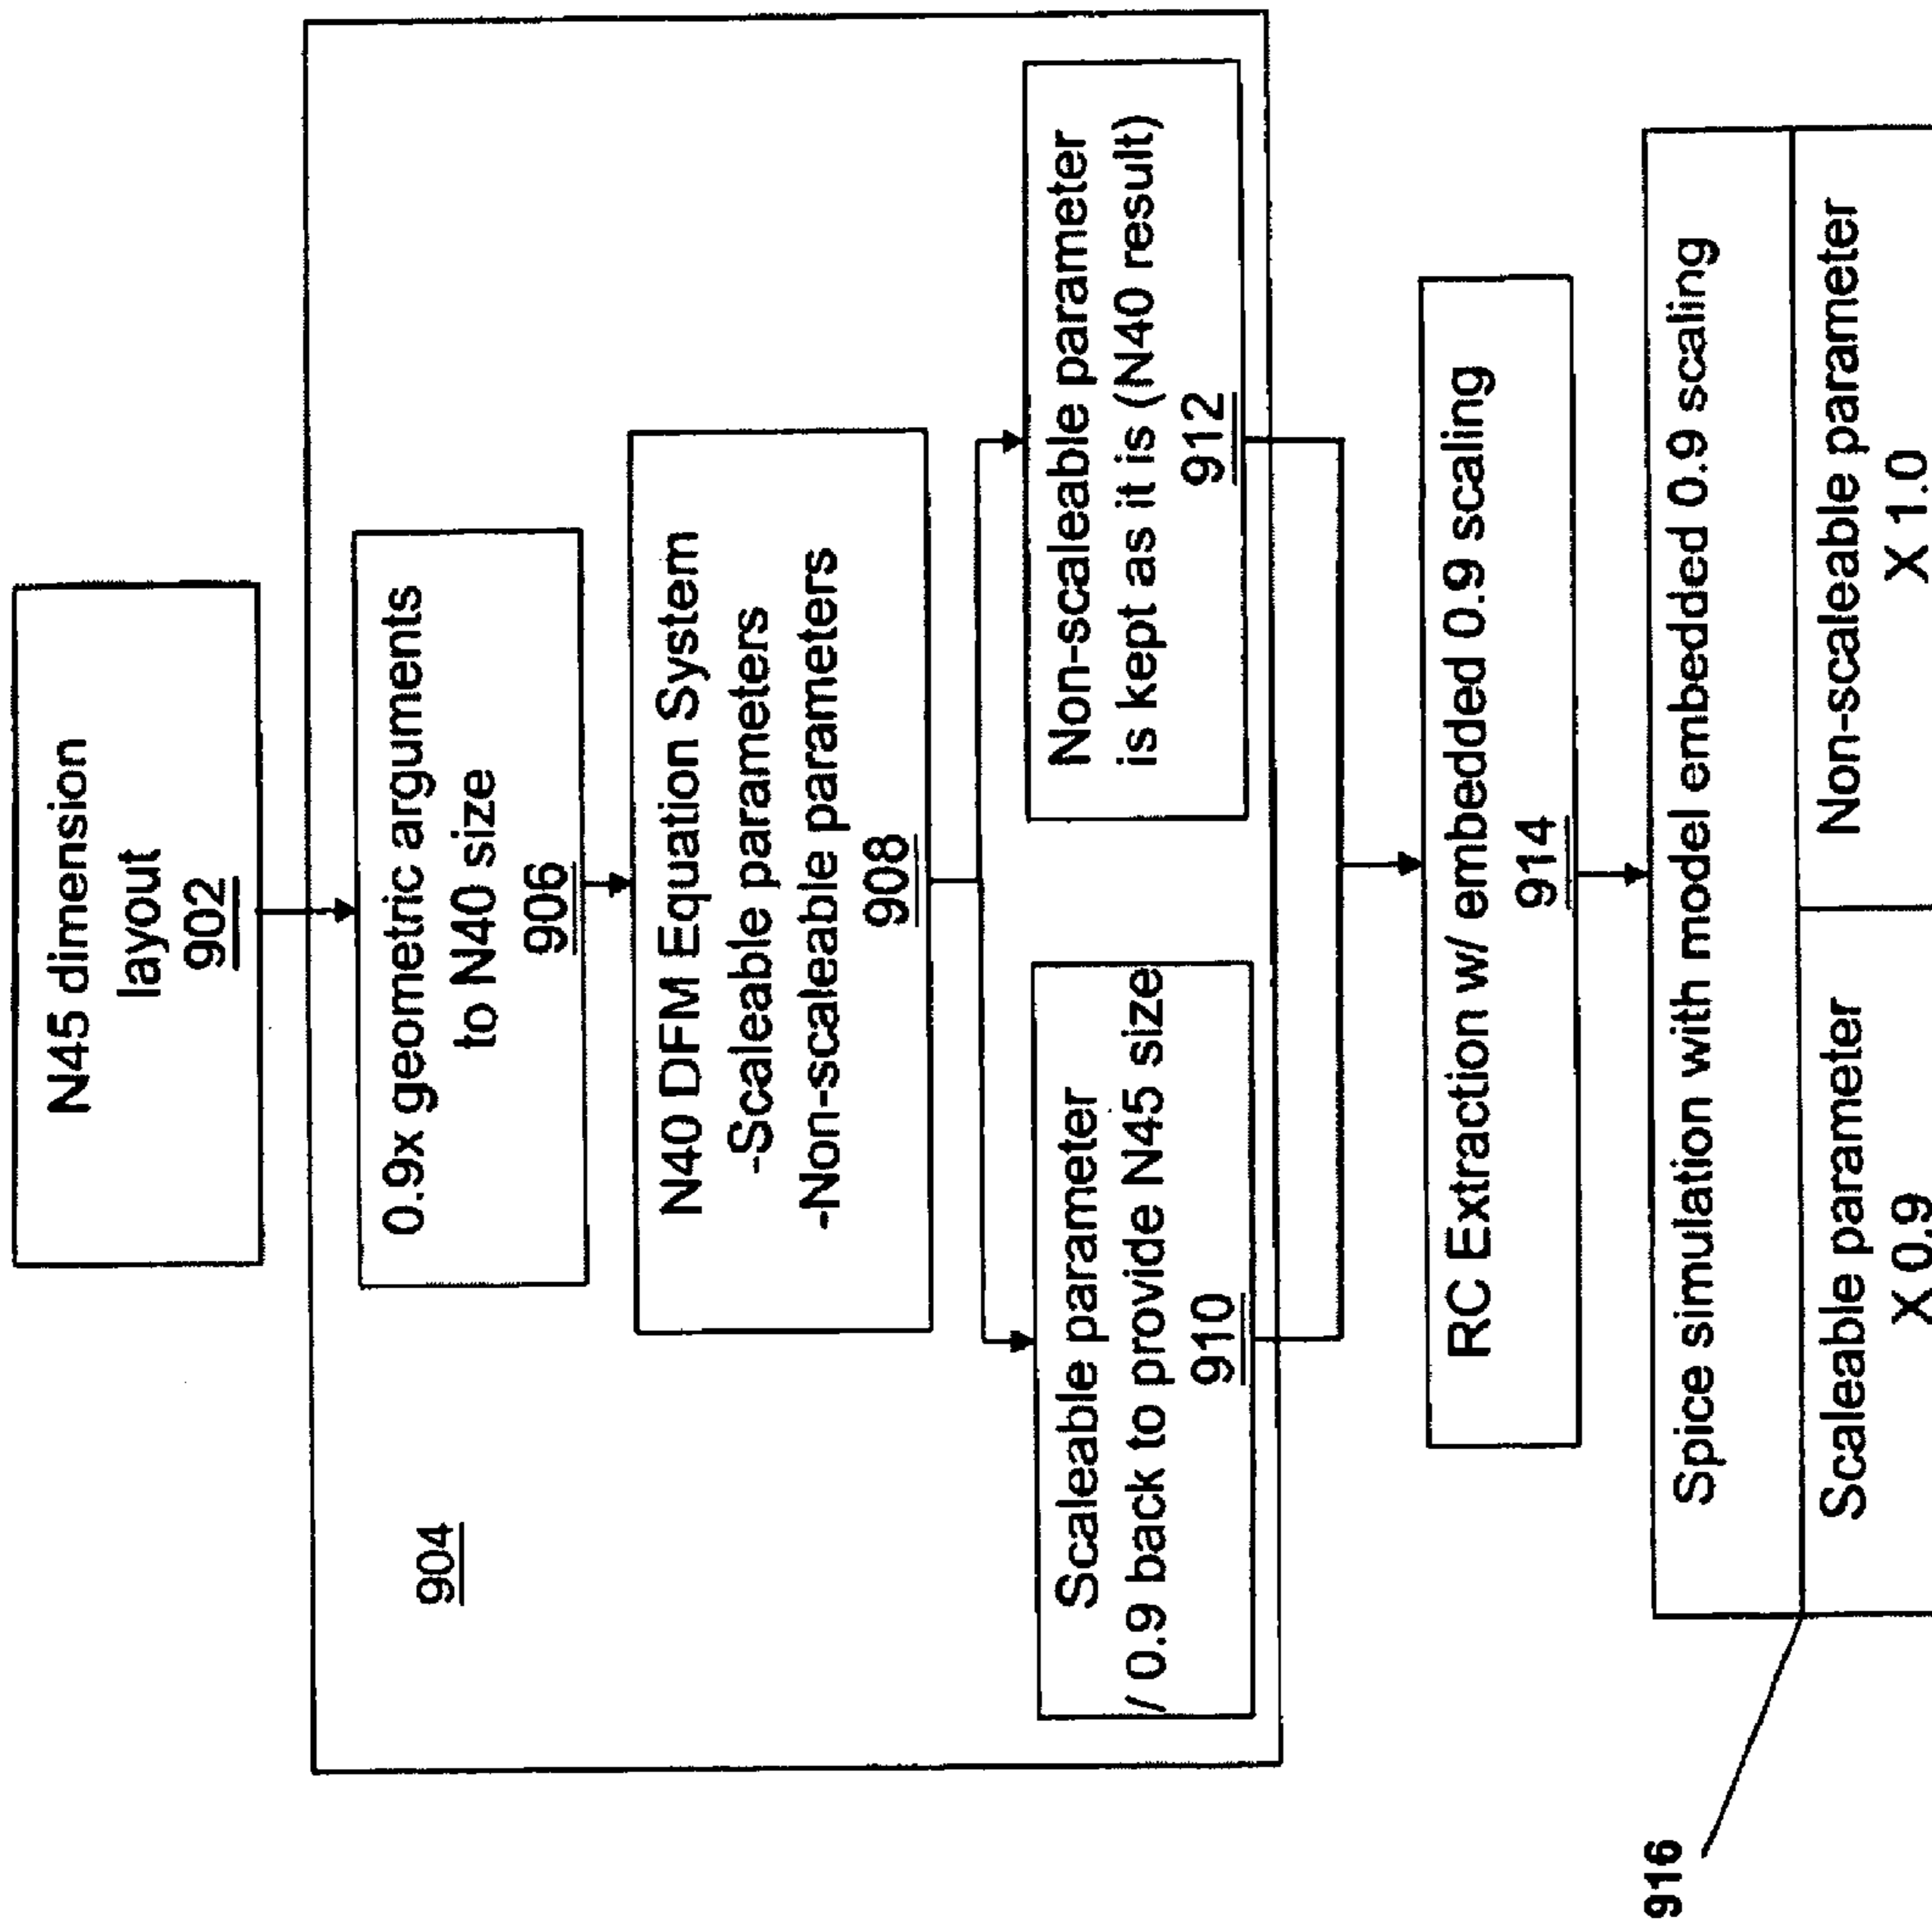 N45 dimension
layout
902
904
0.9x geometric arguments
to N40 size
906
N40 DFM Equation System
-Scaleable parameters
-Non-scaleable parameters
908
Scaleable parameter
/ 0.9 back to provide N45 size
910
Non-scaleable parameter
is kept as it is (N40 result)
912
RC Extraction w/ embedded 0.9 scaling
914
916
Spice simulation with model embedded 0.9 scaling
Scaleable parameter
X 0.9
Non-scaleable parameter
X 1.0